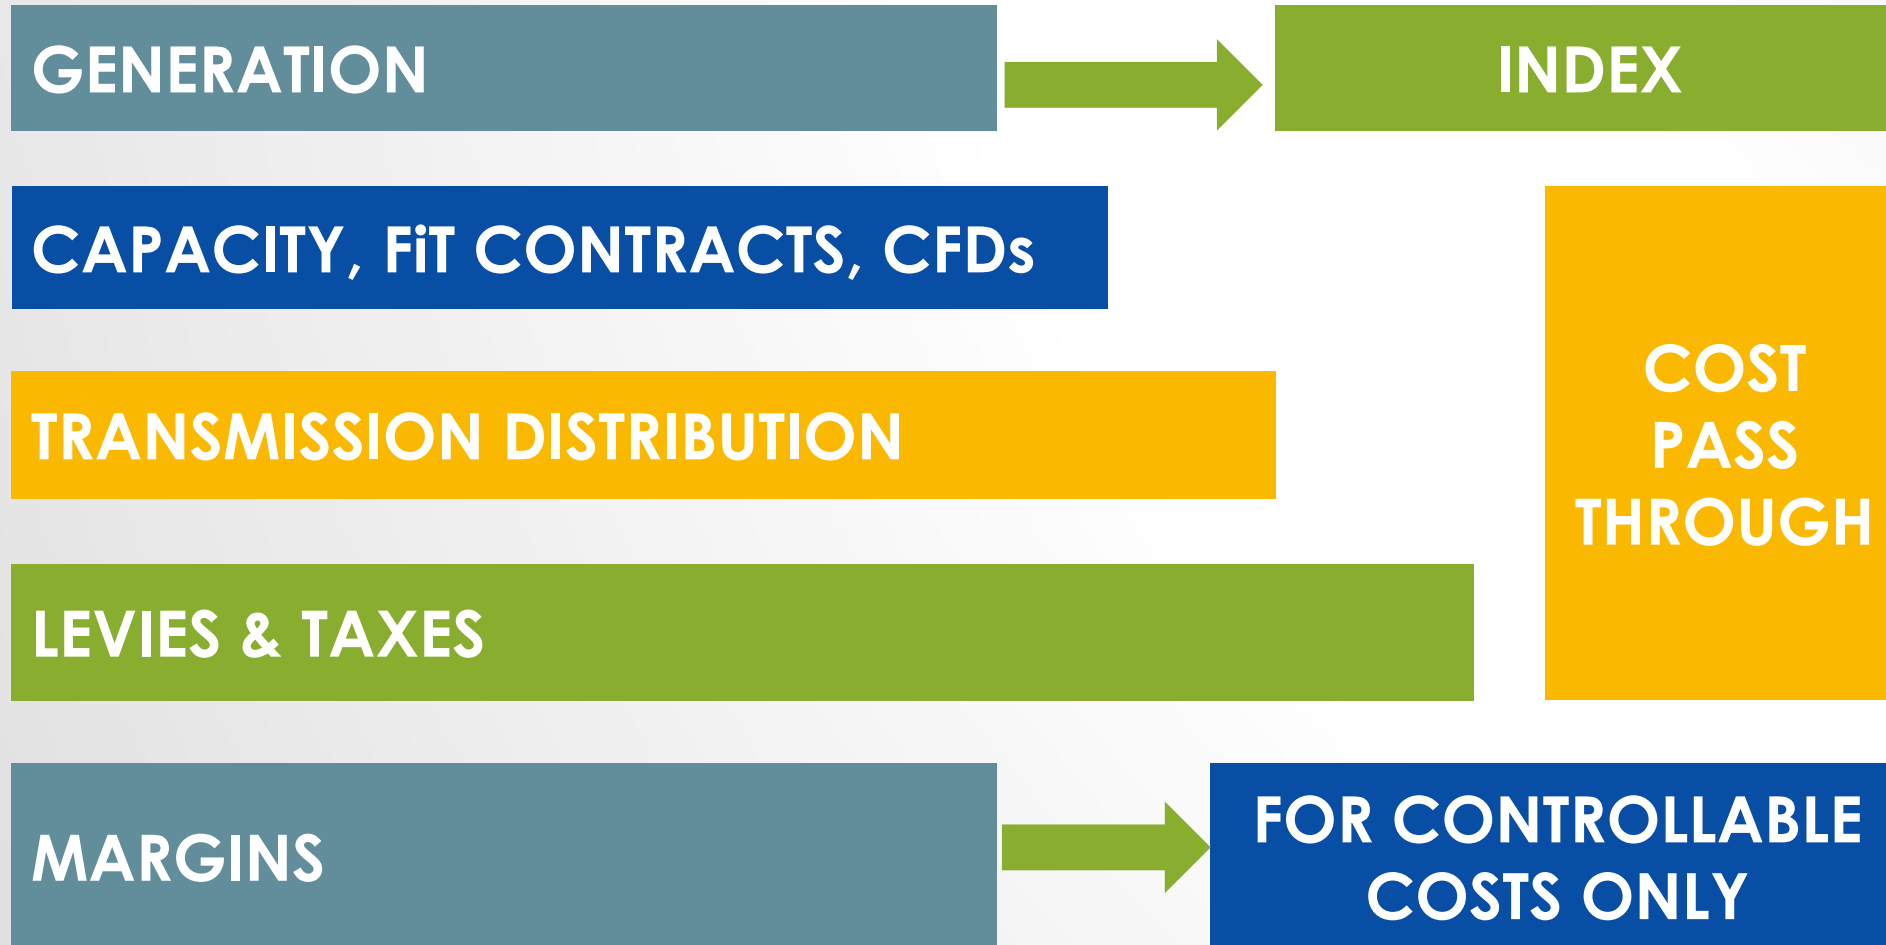 GENERATION
INDEX
CAPACITY, FiT CONTRACTS, CFDs
TRANSMISSION DISTRIBUTION
LEVIES & TAXES
COST
PASS
THROUGH
MARGINS
FOR CONTROLLABLE
COSTS ONLY